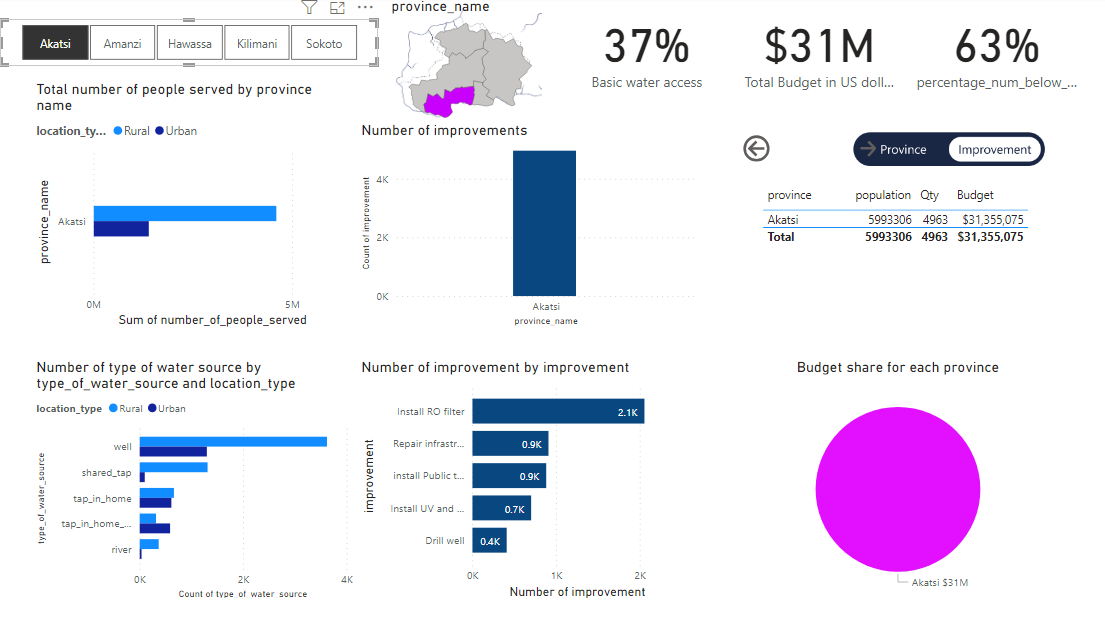 Akatsi
Amanzi
Hawassa
Kilimani
Sokoto
province_name
37%
Basic water access
$31M
Total Budget in US doll...
63%
percentage_num_below_...
Total number of people served by province
name
location_ty... Rural Urban
province_name
Akatsi
0M 5M
Sum of number_of_people_served
Number of improvements
Count of improvement
4K
2K
0K
Akatsi
province_name
Province Improvement
province population Qty Budget
Akatsi 5993306 4963 $31,355,075
Total 5993306 4963 $31,355,075
Number of type of water source by
type_of_water_source and location_type
location_type Rural Urban
type_of_water_source
well
shared_tap
tap_in_home
tap_in_home_...
river
0K 2K 4K
Count of type_of_water_source
Number of improvement by improvement
improvement
Install RO filter 2.1K
Repair infrastr... 0.9K
install Public t... 0.9K
Install UV and ... 0.7K
Drill well 0.4K
0K 1K 2K
Number of improvement
Budget share for each province
Akatsi $31M